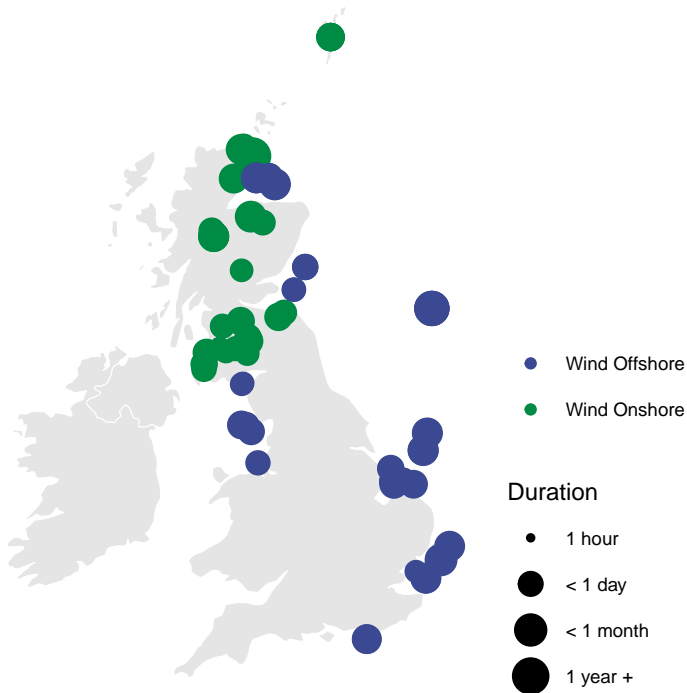 Wind Offshore
Wind Onshore
Duration
1 hour
< 1 day
< 1 month
1 year +